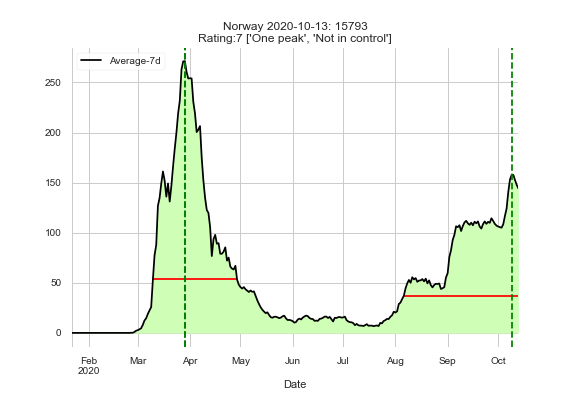 Norway 2020-10-13: 15793
Rating:7 ['One peak', 'Not in control']
Average-7d
250
200
150
100
50
0
Feb Mar Apr May Jun Jul Aug Sep Oct
2020
Date